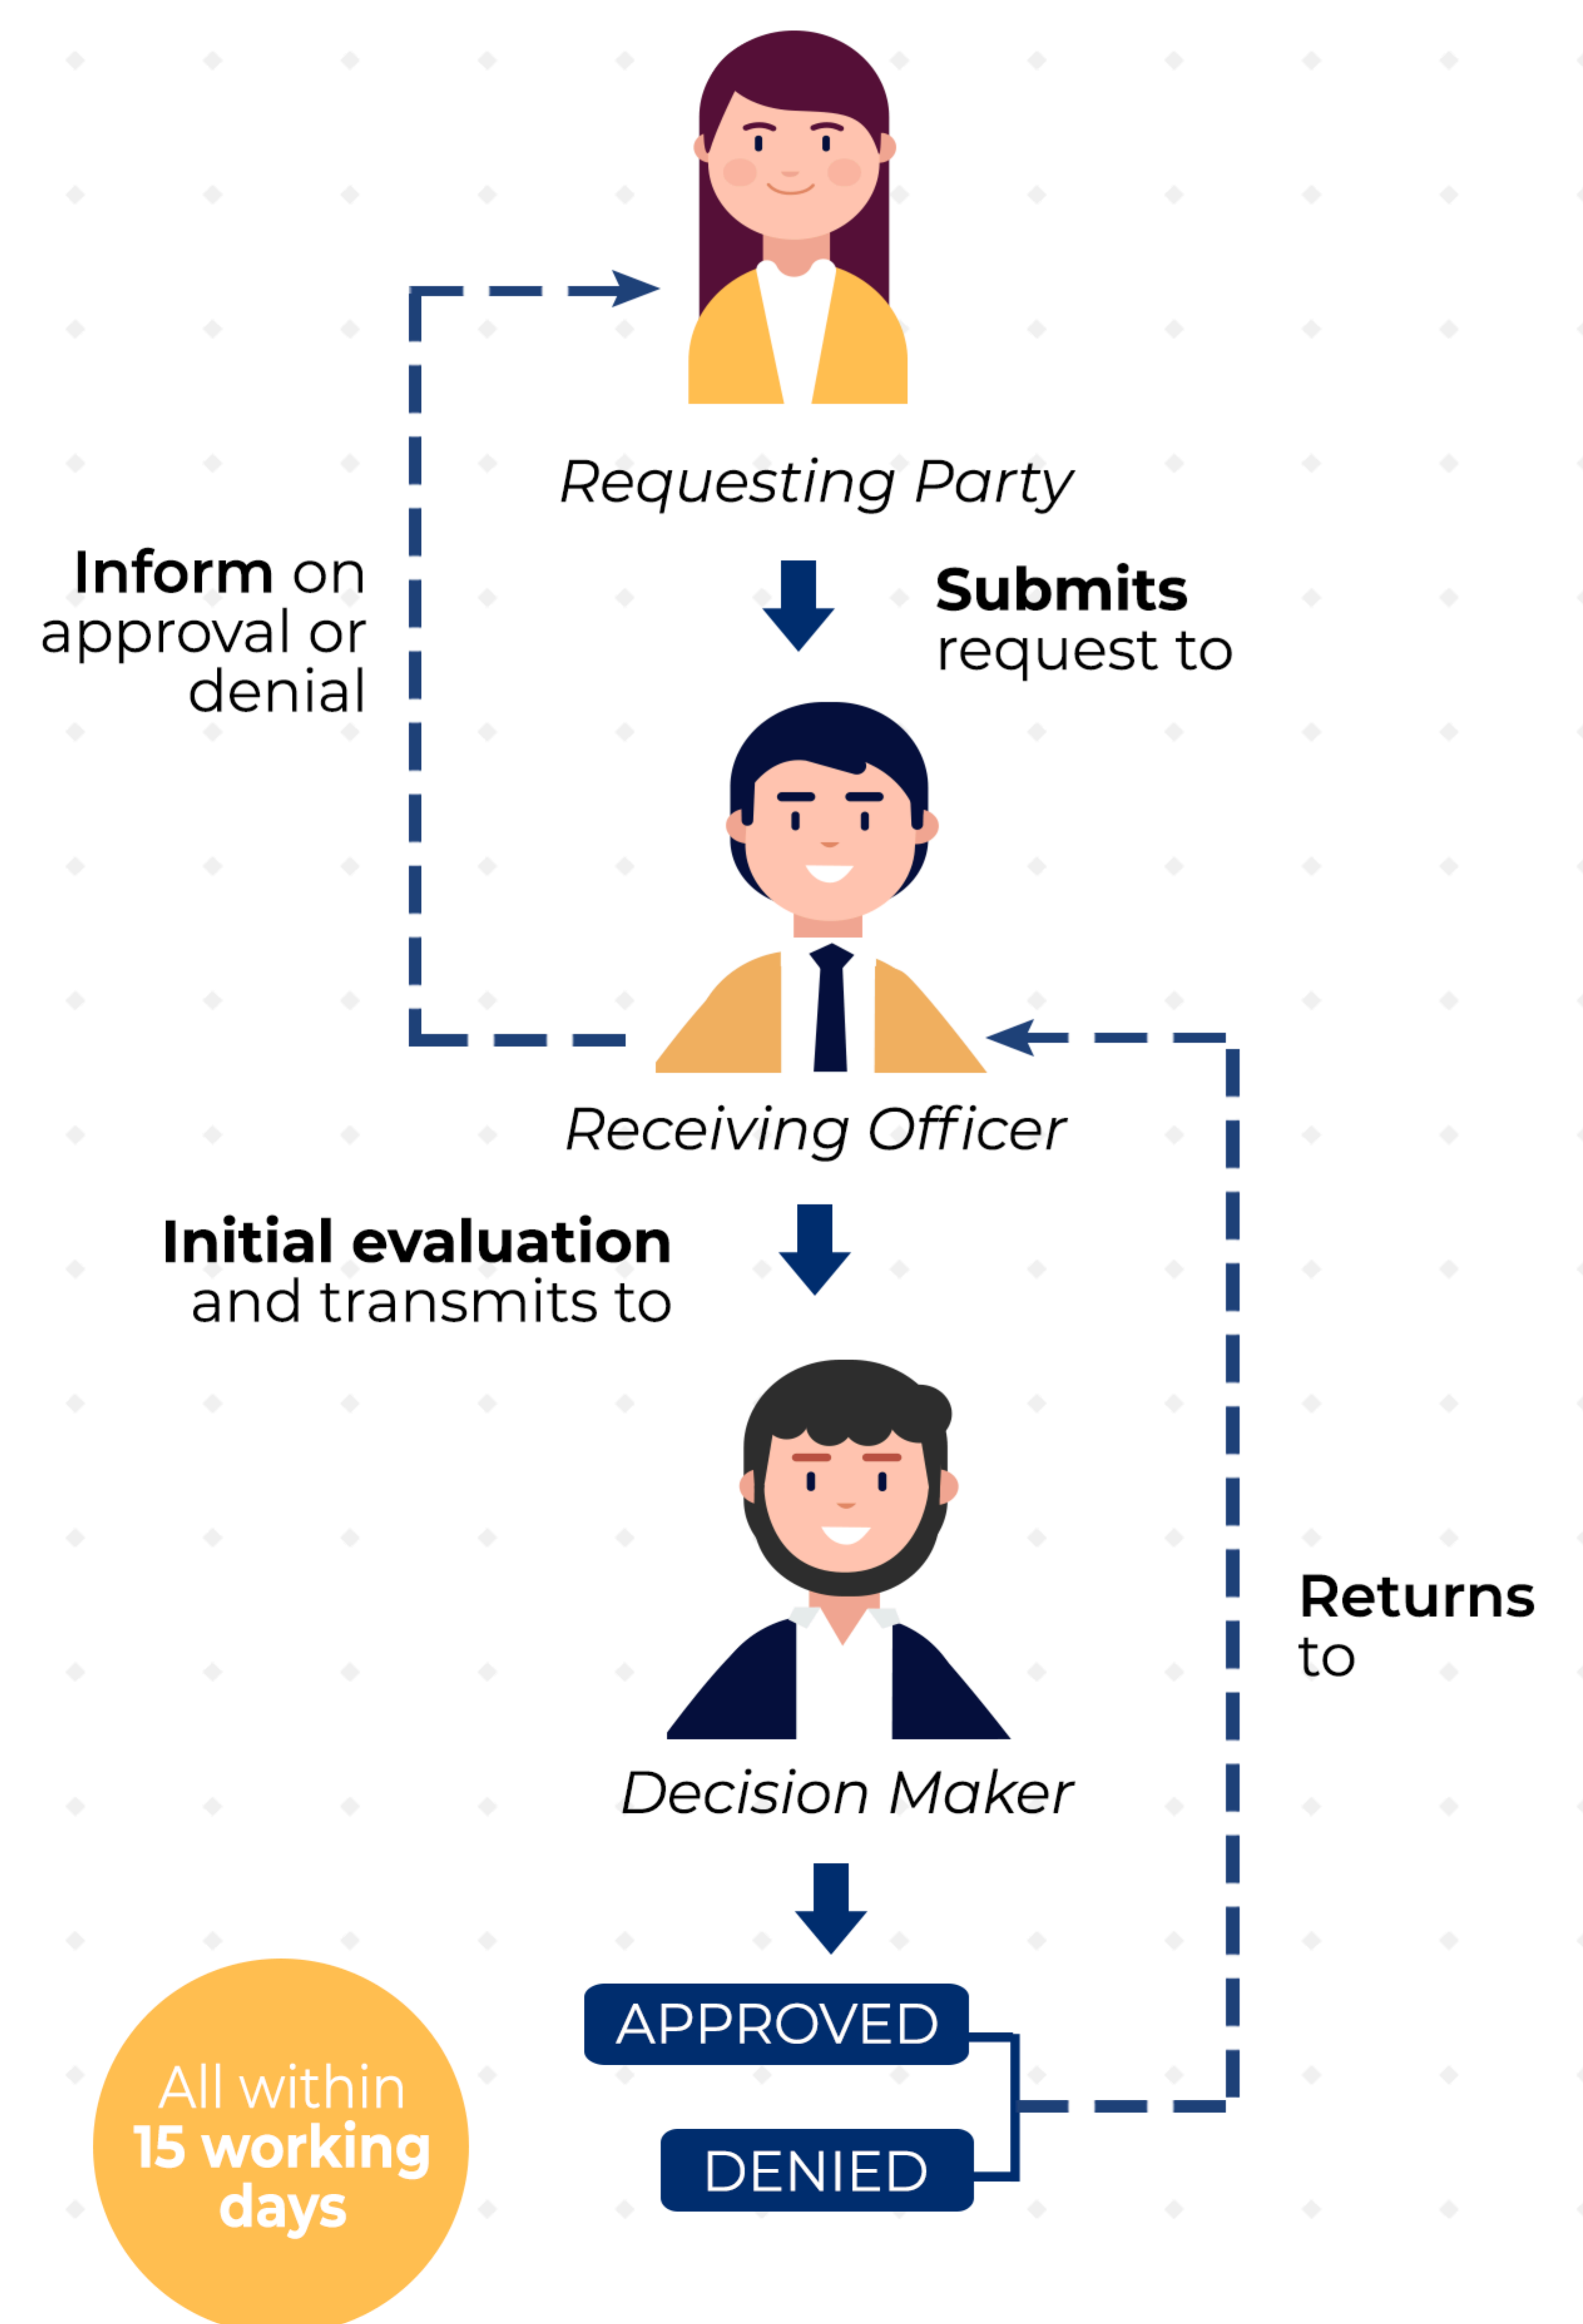 Requesting Party
Inform on
approval or
denial
Submits
request to
Receiving Officer
Initial evaluation
and transmits to
Decision Maker
Returns
to
APPROVED
DENIED
All within
15 working
days